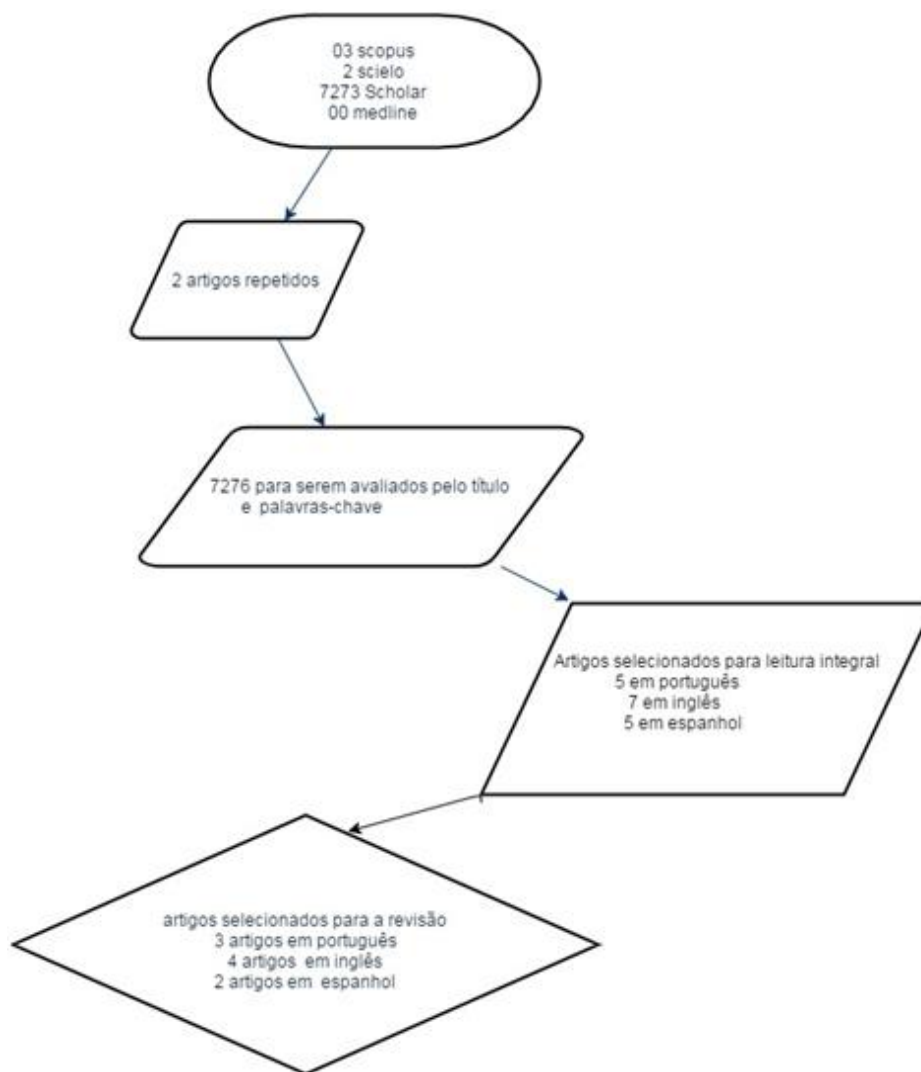 03 scopus
2 scielo
7273 Scholar
00 medline
2 artigos repetidos
7276 para serem avaliados pelo título
e palavras-chave
Artigos selecionados para leitura integral
5 em português
7 em inglês
5 em espanhol
artigos selecionados para a revisão
3 artigos em português
4 artigos em inglês
2 artigos em espanhol